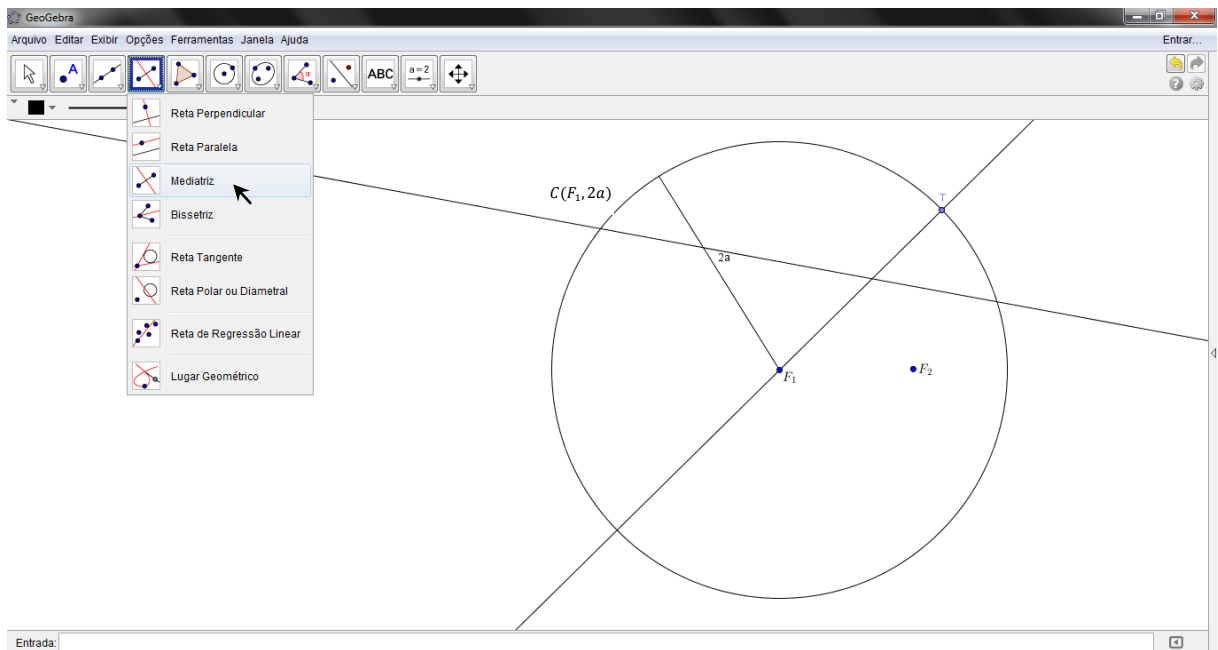 GeoGebra
Arquivo Editar Exibir Opções Ferramentas Janela Ajuda
Entrar...
A
α
ABC
a=2
?
Reta Perpendicular
Reta Paralela
Mediatriz
Bissetriz
Reta Tangente
Reta Polar ou Diametral
Reta de Regressão Linear
Lugar Geométrico
C(F₁, 2a)
T
2a
F₁
F₂
Entrada: